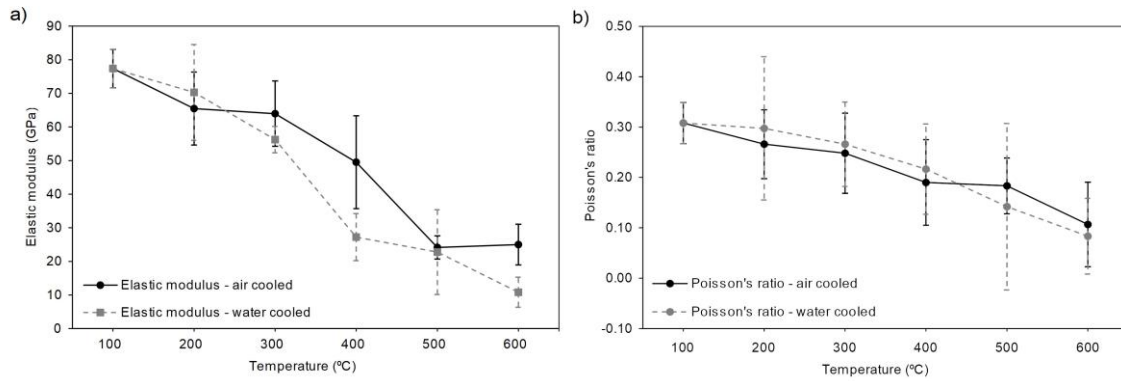 a)
90
80
70
60
50
40
30
20
10
0
Elastic modulus (GPa)
Elastic modulus - air cooled
Elastic modulus - water cooled
100 200 300 400 500 600
Temperature (ºC)
b)
0.50
0.40
0.30
0.20
0.10
0.00
-0.10
Poisson's ratio
Poisson's ratio - air cooled
Poisson's ratio - water cooled
100 200 300 400 500 600
Temperature (ºC)